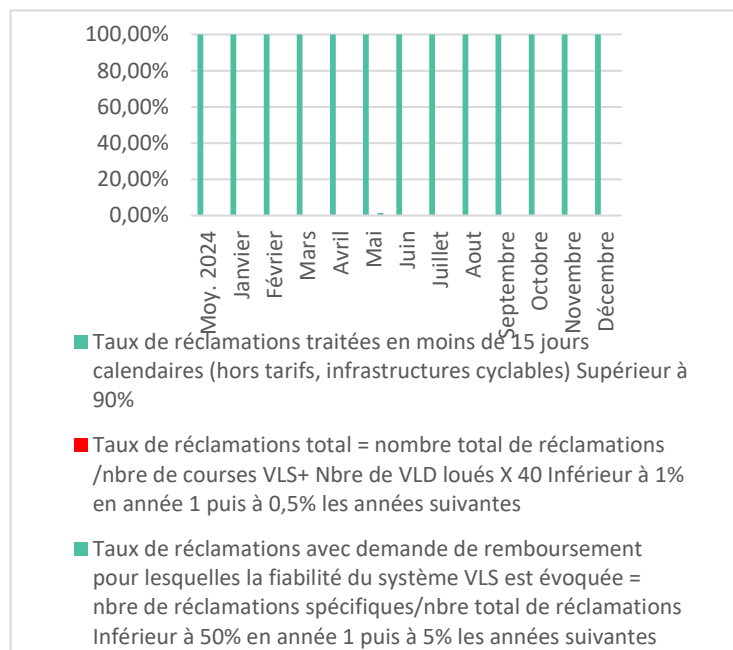 100,00%
80,00%
60,00%
40,00%
20,00%
0,00%
Moy. 2024
Janvier
Février
Mars
Avril
Mai
Juin
Juillet
Aout
Septembre
Octobre
Novembre
Décembre
Taux de réclamations traitées en moins de 15 jours
calendaires (hors tarifs, infrastructures cyclables) Supérieur à
90%
Taux de réclamations total = nombre total de réclamations
/nbre de courses VLS+ Nbre de VLD loués X 40 Inférieur à 1%
en année 1 puis à 0,5% les années suivantes
Taux de réclamations avec demande de remboursement
pour lesquelles la fiabilité du système VLS est évoquée =
nbre de réclamations spécifiques/nbre total de réclamations
Inférieur à 50% en année 1 puis à 5% les années suivantes